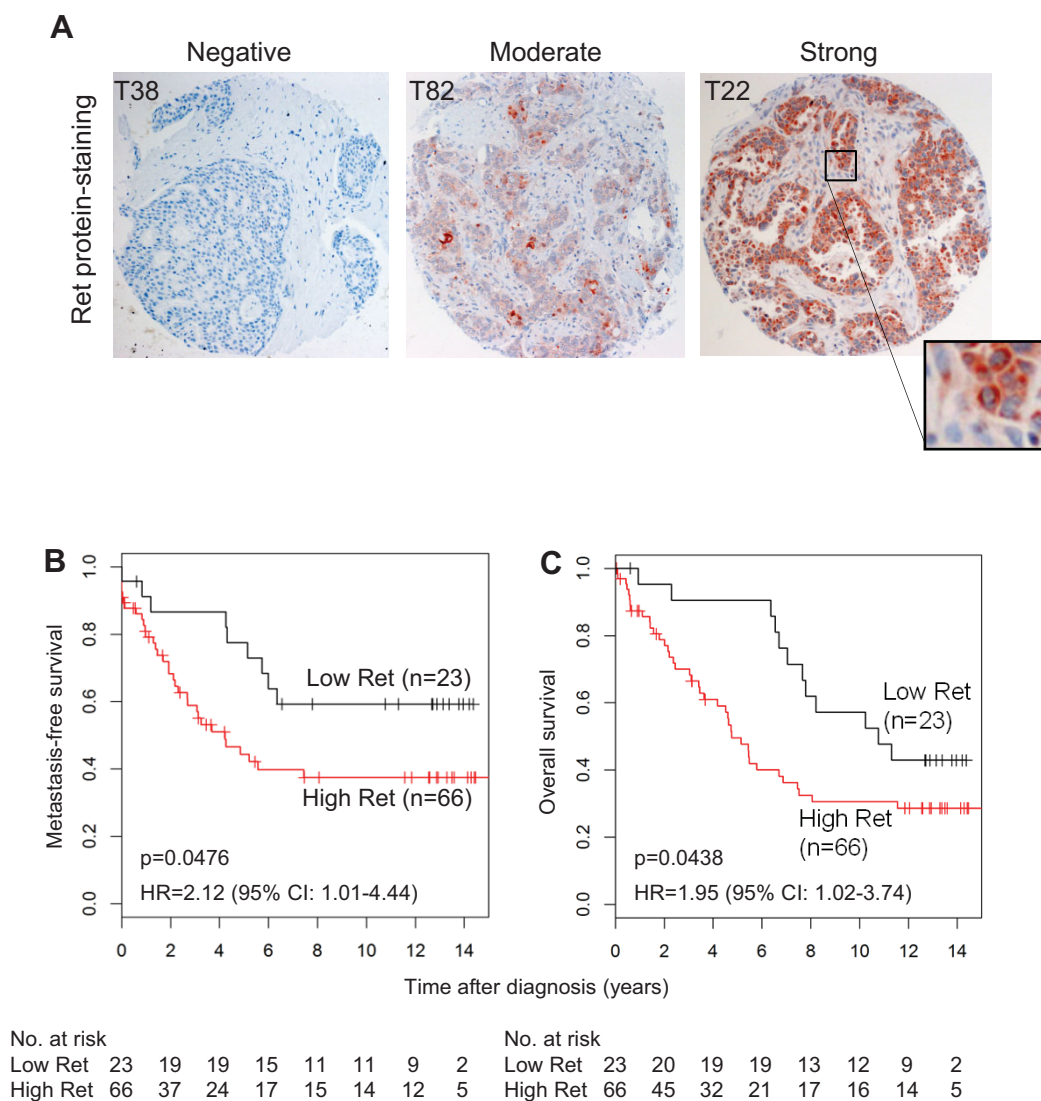 A
Negative Moderate Strong
Ret protein-staining
T38 T82 T22
B
Metastasis-free survival
1.0
0.8
0.6
0.4
0.2
0.0
Low Ret (n=23)
High Ret (n=66)
p=0.0476
HR=2.12 (95% CI: 1.01-4.44)
0 2 4 6 8 10 12 14
C
Overall survival
1.0
0.8
0.6
0.4
0.2
0.0
Low Ret
(n=23)
High Ret
(n=66)
p=0.0438
HR=1.95 (95% CI: 1.02-3.74)
0 2 4 6 8 10 12 14
Time after diagnosis (years)
No. at risk
Low Ret 23 19 19 15 11 11 9 2
High Ret 66 37 24 17 15 14 12 5
No. at risk
Low Ret 23 20 19 19 13 12 9 2
High Ret 66 45 32 21 17 16 14 5